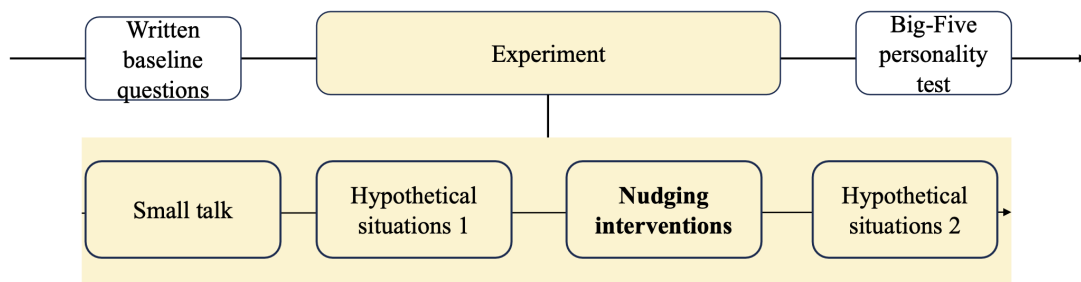 Written
baseline
questions
Experiment
Big-Five
personality
test
Small talk
Hypothetical
situations 1
Nudging
interventions
Hypothetical
situations 2